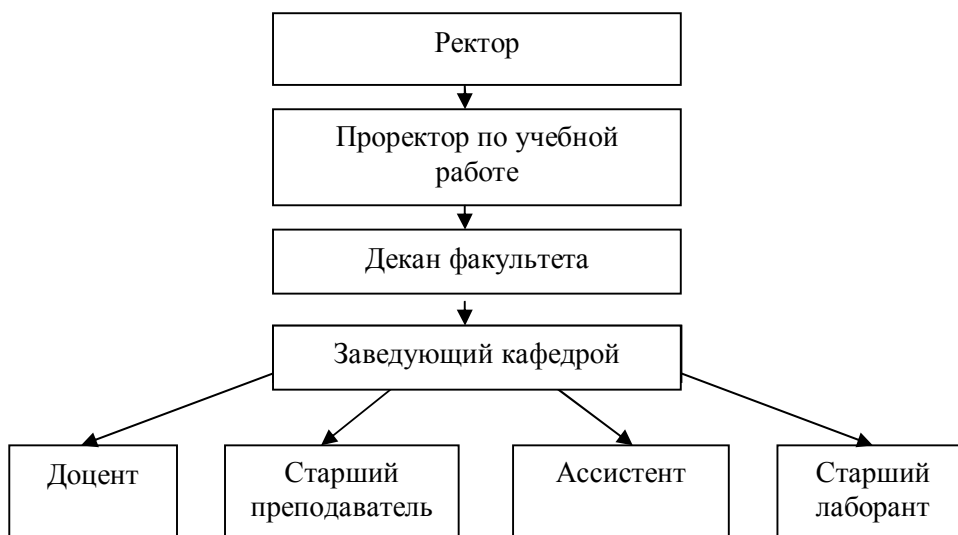 Ректор
Проректор по учебной
работе
Декан факультета
Заведующий кафедрой
Доцент
Старший
преподаватель
Ассистент
Старший
лаборант